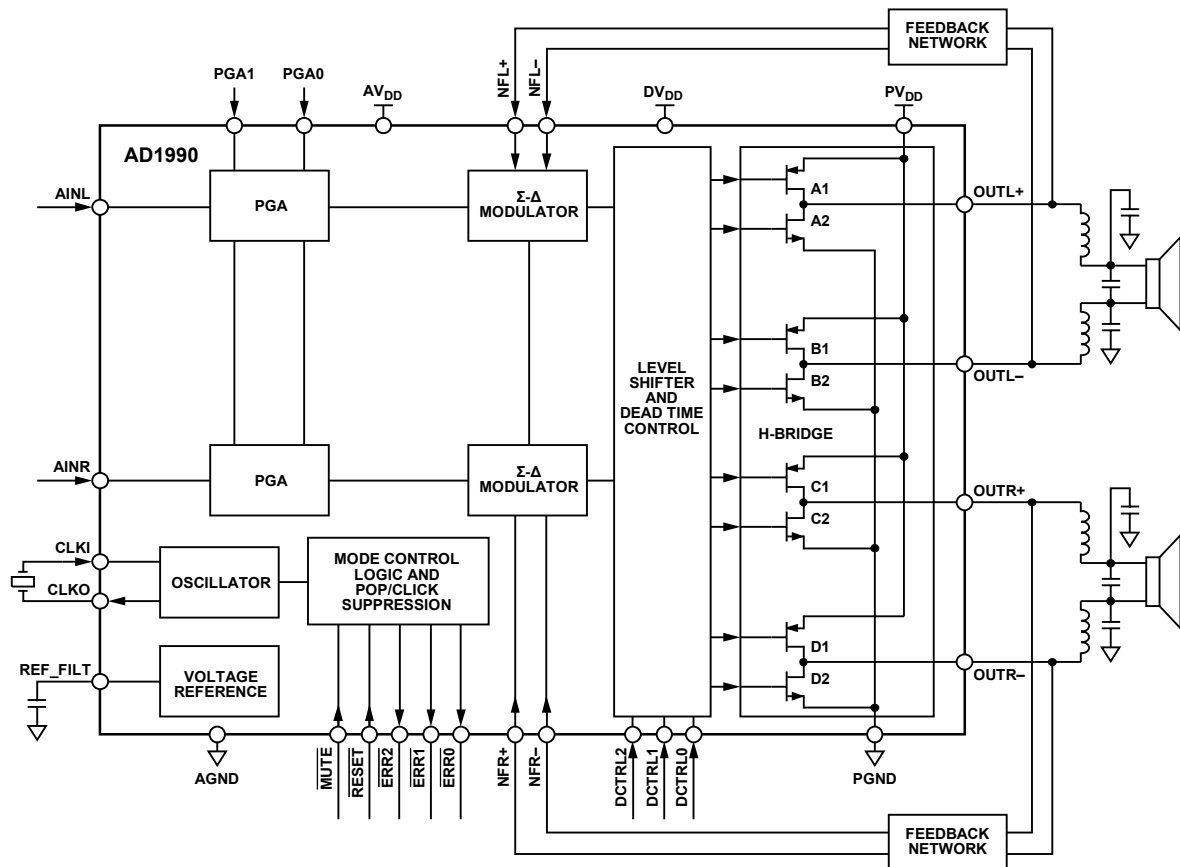 FEEDBACK
NETWORK
PGA1
PGA0
AVDD
NFL+
NFL–
DVDD
PVDD
AD1990
AINL
PGA
Σ-Δ
MODULATOR
A1
A2
OUTL+
B1
B2
OUTL–
LEVEL
SHIFTER
AND
DEAD TIME
CONTROL
H-BRIDGE
AINR
PGA
Σ-Δ
MODULATOR
C1
C2
OUTR+
CLKI
CLKO
OSCILLATOR
MODE CONTROL
LOGIC AND
POP/CLICK
SUPPRESSION
D1
D2
OUTR–
REF_FILT
VOLTAGE
REFERENCE
AGND
MUTE
RESET
ERR2
ERR1
ERR0
NFR+
NFR–
DCTRL2
DCTRL1
DCTRL0
PGND
FEEDBACK
NETWORK